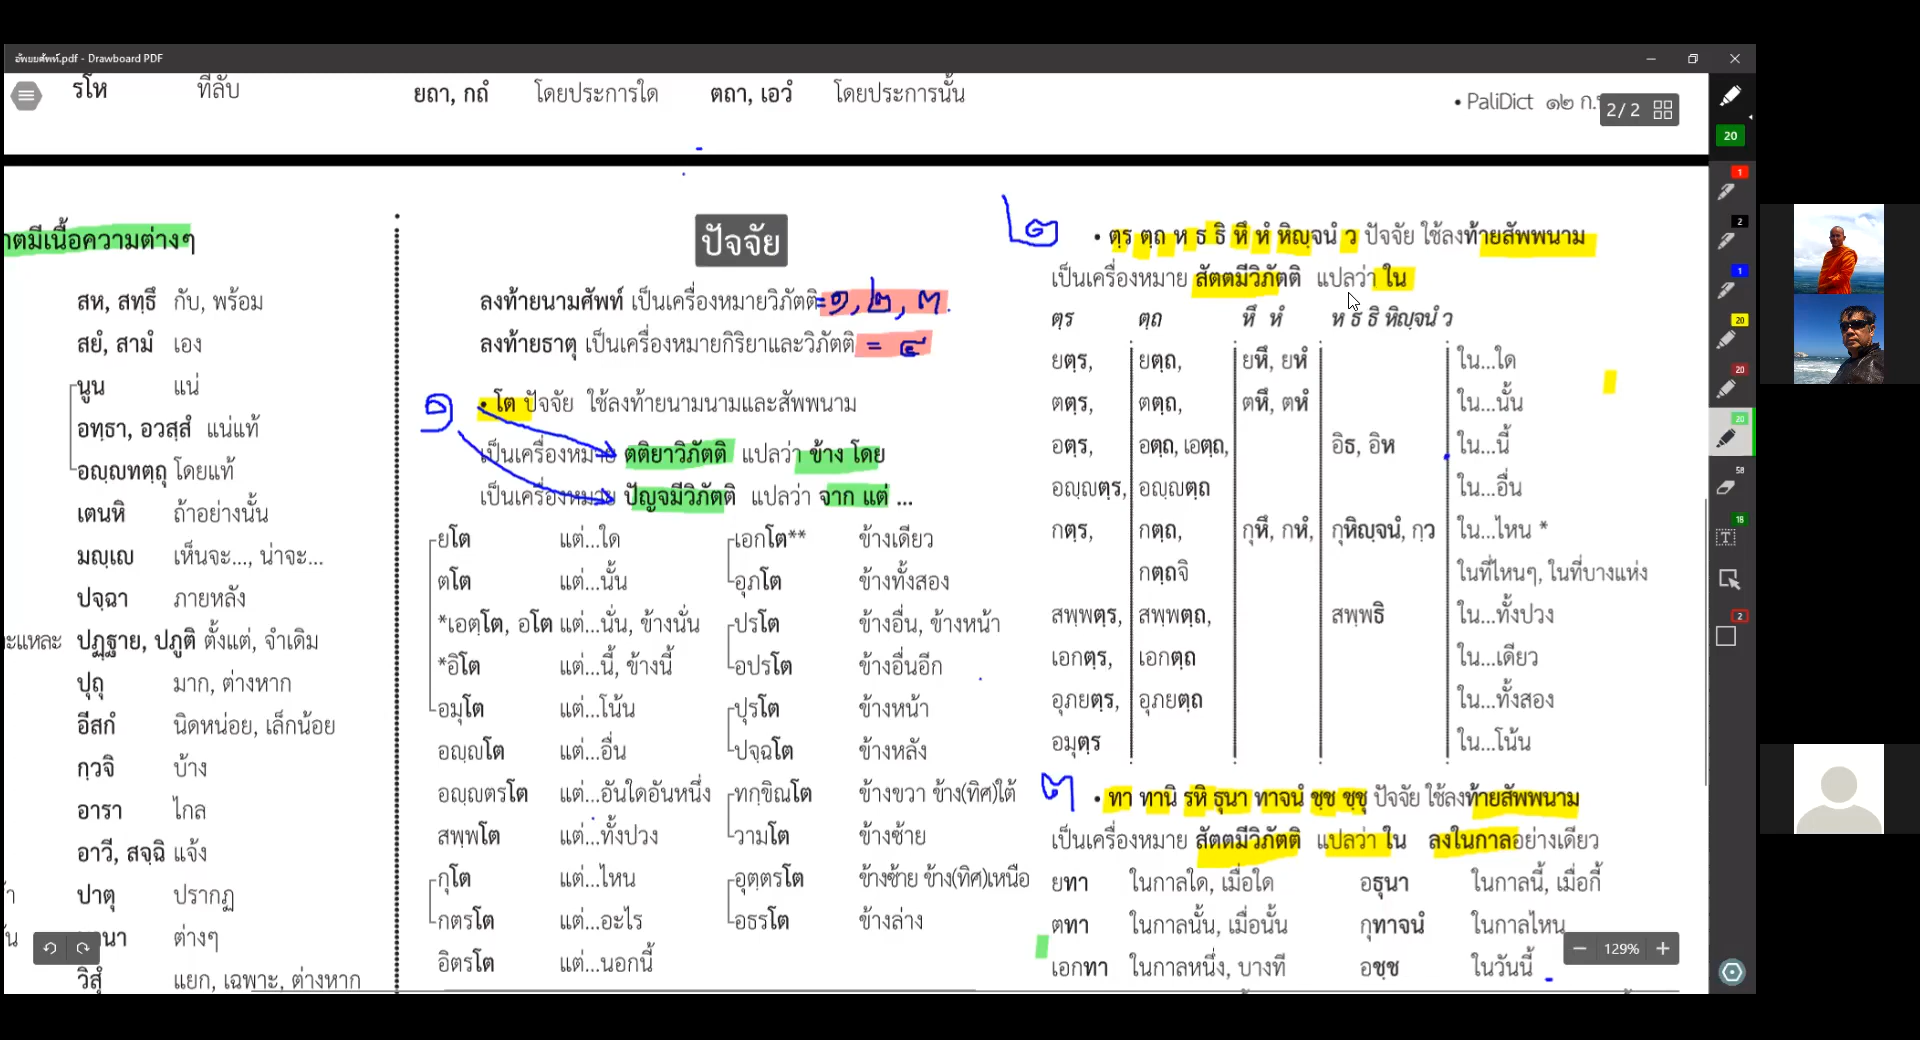 อัพยยศัพท์.pdf - Drawboard PDF
รโห ที่ลับ
ยถา, กถํ โดยประการใด ตถา, เอวํ โดยประการนั้น
• PaliDict ๑๒ ก.
2/ 2
ตมีเนื้อความต่างๆ
สห, สทฺธึ กับ, พร้อม
สยํ, สามํ เอง
นูน แน่
อทฺธา, อวสฺสํ แน่แท้
อญฺญทตฺถุ โดยแท้
เตนหิ ถ้าอย่างนั้น
มญฺเญ เห็นจะ..., น่าจะ...
ปจฺฉา ภายหลัง
ะแหละ ปฏฺฐาย, ปภูติ ตั้งแต่, จำเดิม
ปุถุ มาก, ต่างหาก
อีสกํ นิดหน่อย, เล็กน้อย
กฺวจิ บ้าง
อารา ไกล
อาวี, สจฺฉิ แจ้ง
ปาตุ ปรากฏ
นา ต่างๆ
วิสุํ แยก, เฉพาะ, ต่างหาก
ปัจจัย
ลงท้ายนามศัพท์ เป็นเครื่องหมายวิภัตติ =๑, ๒, ๓.
ลงท้ายธาตุ เป็นเครื่องหมายกิริยาและวิภัตติ = ๔
๑ • โต ปัจจัย ใช้ลงท้ายนามนามและสัพพนาม
เป็นเครื่องหมาย ตติยาวิภัตติ แปลว่า ข้าง โดย
เป็นเครื่องหมาย ปัญจมีวิภัตติ แปลว่า จาก แต่ ...
ยโต แต่...ใด เอกโต** ข้างเดียว
ตโต แต่...นั้น อุภโต ข้างทั้งสอง
*เอตฺโต, อโต แต่...นั่น, ข้างนั่น ปรโต ข้างอื่น, ข้างหน้า
*อิโต แต่...นี้, ข้างนี้ อปรโต ข้างอื่นอีก
อมุโต แต่...โน้น ปุรโต ข้างหน้า
อญฺญโต แต่...อื่น ปจฺฉโต ข้างหลัง
อญฺญตรโต แต่...อันใดอันหนึ่ง ทกฺขิณโต ข้างขวา ข้าง(ทิศ)ใต้
สพฺพโต แต่...ทั้งปวง วามโต ข้างซ้าย
กุโต แต่...ไหน อุตฺตรโต ข้างซ้าย ข้าง(ทิศ)เหนือ
กตรโต แต่...อะไร อธรโต ข้างล่าง
อิตรโต แต่...นอกนี้
๒ • ตฺร ตฺถ ห ธ ธิ หึ หํ หิญฺจนํ ว ปัจจัย ใช้ลงท้ายสัพพนาม
เป็นเครื่องหมาย สัตตมีวิภัตติ แปลว่า ใน
ตฺร ตฺถ หึ หํ ห ธ ธิ หิญฺจนํ ว
ยตฺร, ยตฺถ, ยหึ, ยหํ ใน...ใด
ตตฺร, ตตฺถ, ตหึ, ตหํ ใน...นั้น
อตฺร, อตฺถ, เอตฺถ, อิธ, อิห ใน...นี้
อญฺญตฺร, อญฺญตฺถ ใน...อื่น
กตฺร, กตฺถ, กุหึ, กหํ, กุหิญฺจนํ, กฺว ใน...ไหน *
กตฺถจิ ในที่ไหนๆ, ในที่บางแห่ง
สพฺพตฺร, สพฺพตฺถ, สพฺพธิ ใน...ทั้งปวง
เอกตฺร, เอกตฺถ ใน...เดียว
อุภยตฺร, อุภยตฺถ ใน...ทั้งสอง
อมุตฺร ใน...โน้น
๓ • ทา ทานิ รหิ ธุนา ทาจนํ ชฺช ชฺชุ ปัจจัย ใช้ลงท้ายสัพพนาม
เป็นเครื่องหมาย สัตตมีวิภัตติ แปลว่า ใน ลงในกาลอย่างเดียว
ยทา ในกาลใด, เมื่อใด อธุนา ในกาลนี้, เมื่อกี้
ตทา ในกาลนั้น, เมื่อนั้น กุทาจนํ ในกาลไหน
เอกทา ในกาลหนึ่ง, บางที อชฺช ในวันนี้
129%
20
1
2
1
20
20
20
58
18
2